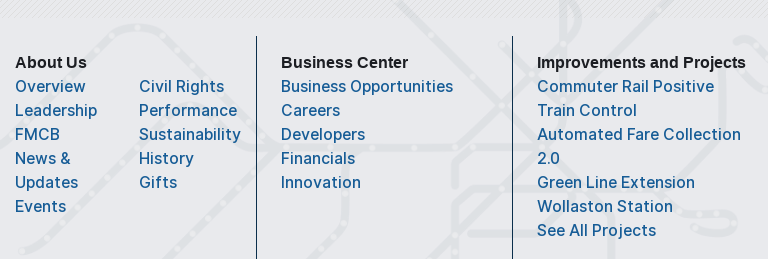 About Us
Overview
Leadership
FMCB
News &
Updates
Events
Civil Rights
Performance
Sustainability
History
Gifts
Business Center
Business Opportunities
Careers
Developers
Financials
Innovation
Improvements and Projects
Commuter Rail Positive
Train Control
Automated Fare Collection
2.0
Green Line Extension
Wollaston Station
See All Projects